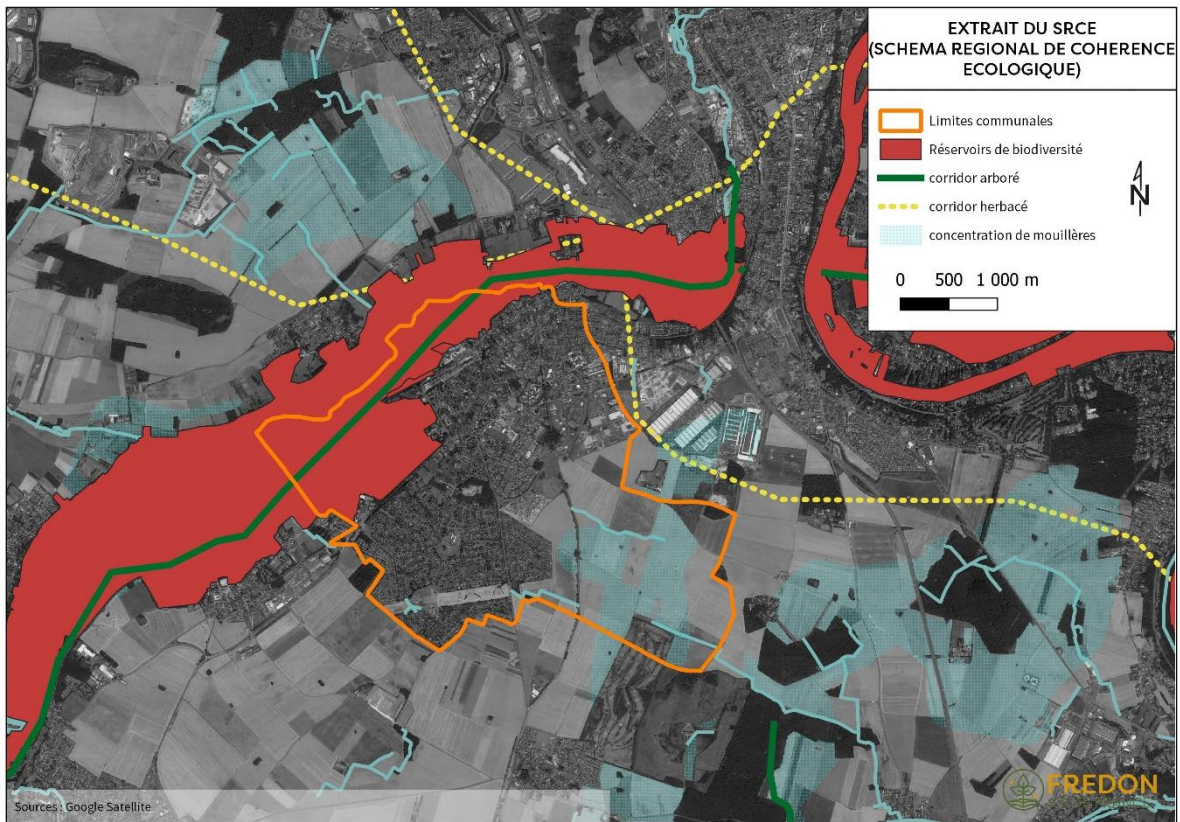 EXTRAIT DU SRCE
(SCHEMA REGIONAL DE COHERENCE
ECOLOGIQUE)
Limites communales
Réservoirs de biodiversité
corridor arboré
corridor herbacé
concentration de mouillères
N
0 500 1 000 m
Sources : Google Satellite
FREDON